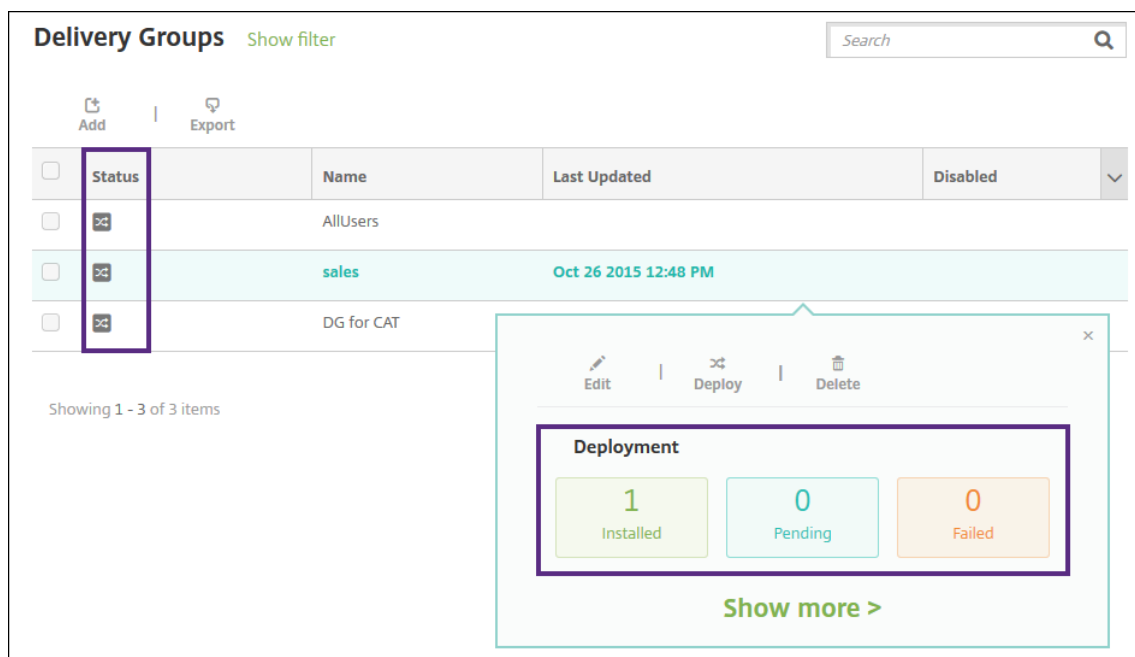 Delivery Groups Show filter Search
Add | Export
Status Name Last Updated Disabled
AllUsers
sales Oct 26 2015 12:48 PM
DG for CAT
Showing 1 - 3 of 3 items
×
Edit | Deploy | Delete
Deployment
1 0 0
Installed Pending Failed
Show more >